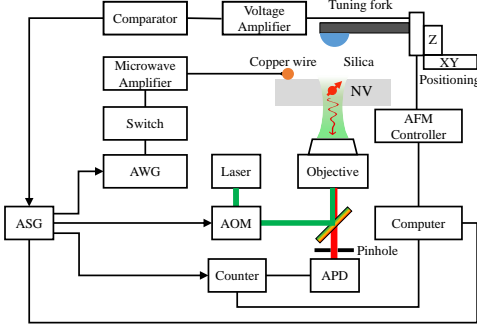 Comparator
Voltage
Amplifier
Tuning fork
Z
XY
Positioning
Microwave
Amplifier
Copper wire
Silica
NV
Switch
AFM
Controller
AWG
Laser
Objective
ASG
AOM
Computer
Pinhole
Counter
APD